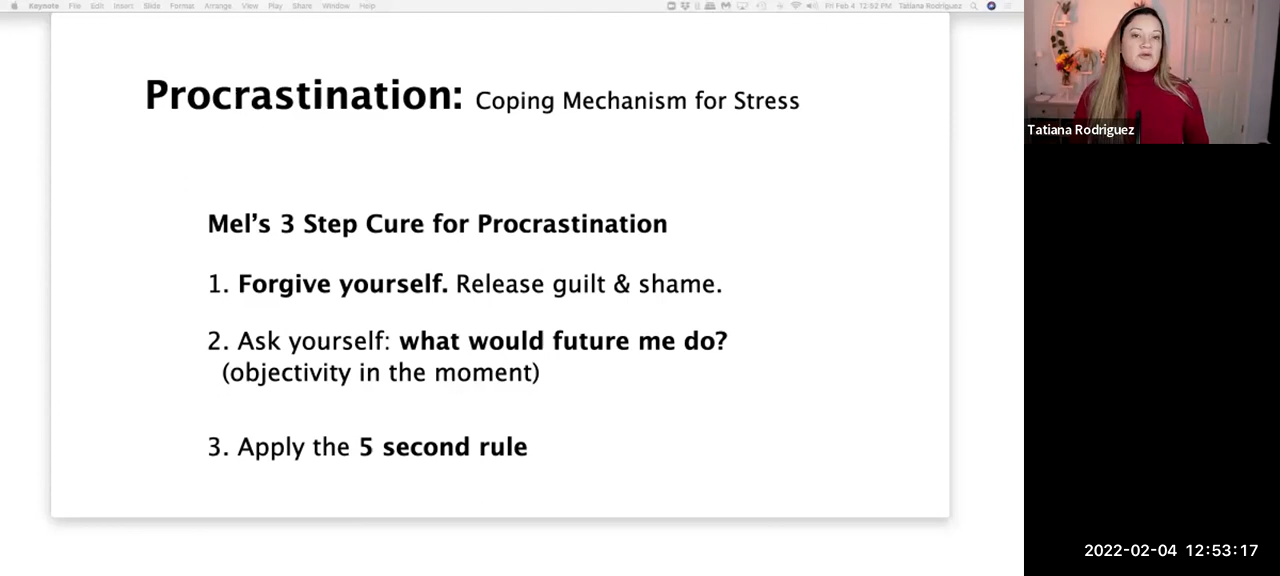 Keynote File Edit Insert Slide Format Arrange View Play Share Window Help
Fri Feb 4 12:52 PM Tatiana Rodriguez
Procrastination: Coping Mechanism for Stress
Mel’s 3 Step Cure for Procrastination
1. Forgive yourself. Release guilt & shame.
2. Ask yourself: what would future me do?
(objectivity in the moment)
3. Apply the 5 second rule
Tatiana Rodriguez
2022-02-04 12:53:17